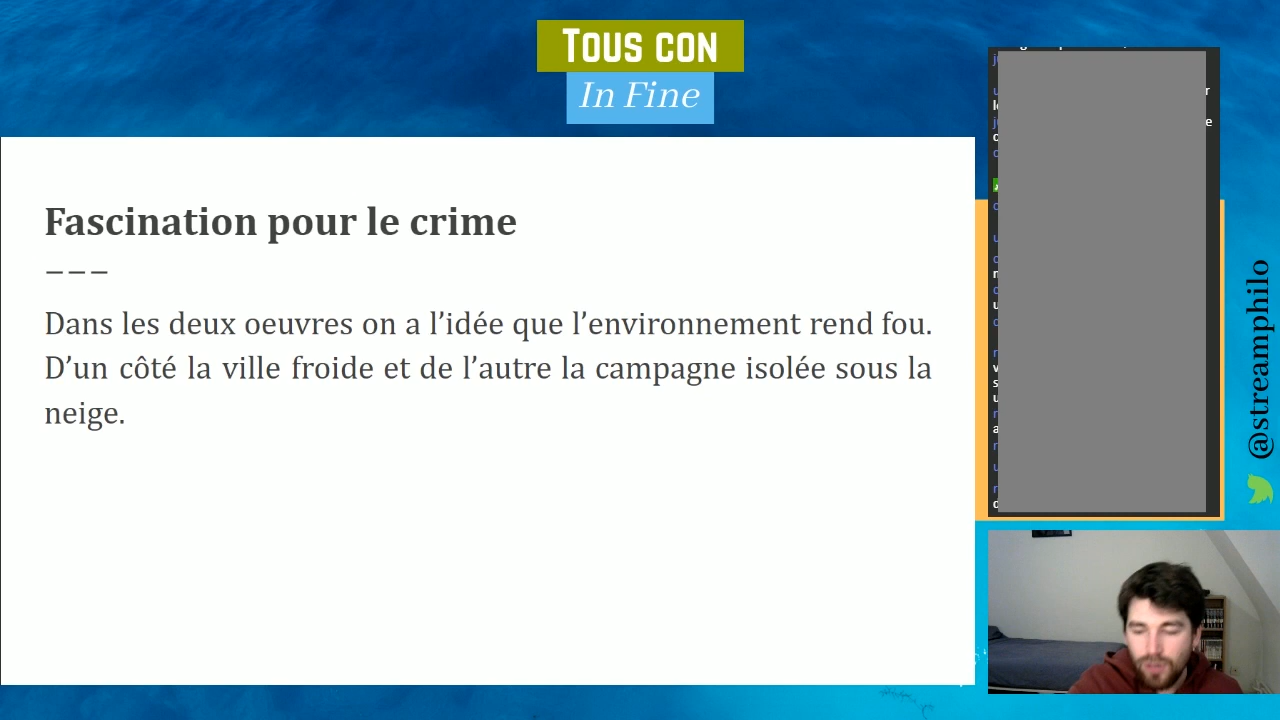 TOUS CON
In Fine
Fascination pour le crime
−−−
Dans les deux oeuvres on a l’idée que l’environnement rend fou.
D’un côté la ville froide et de l’autre la campagne isolée sous la
neige.
@streamphilo